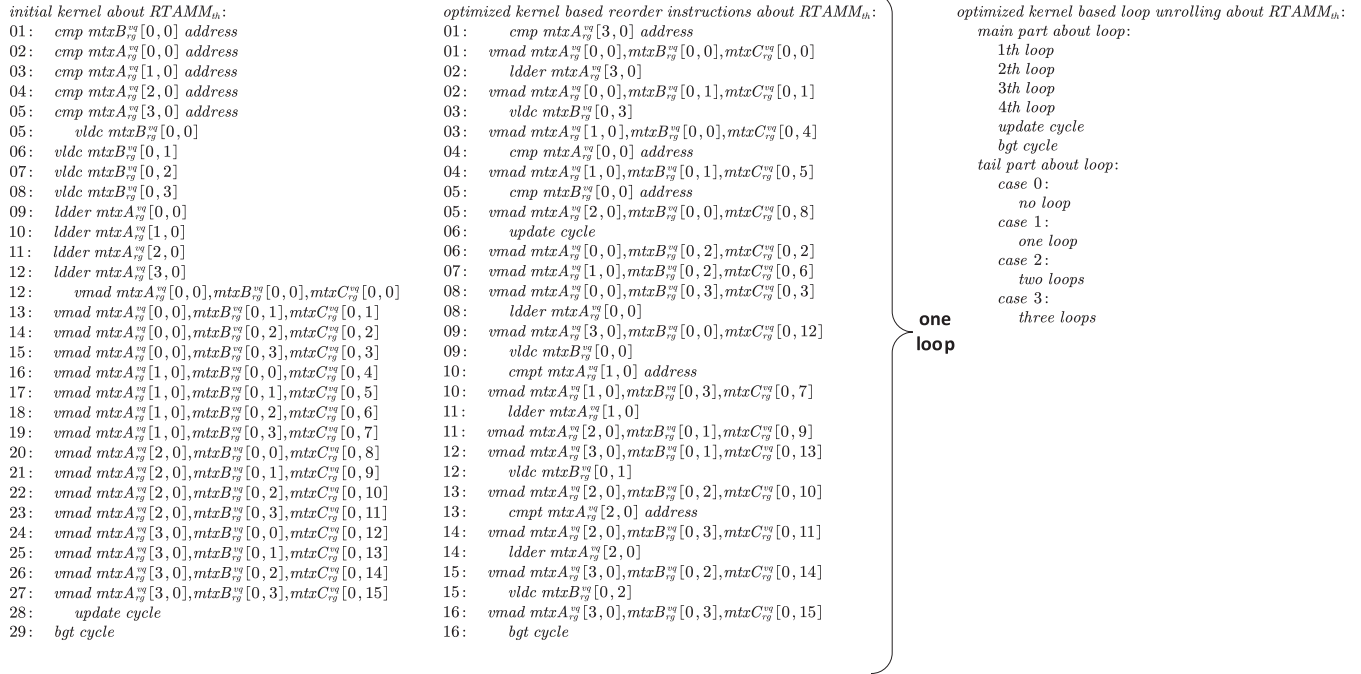 initial kernel about RTAMM_th:
01: cmp mtxB_rg^vq[0,0] address
02: cmp mtxA_rg^vq[0,0] address
03: cmp mtxA_rg^vq[1,0] address
04: cmp mtxA_rg^vq[2,0] address
05: cmp mtxA_rg^vq[3,0] address
05: vldc mtxB_rg^vq[0,0]
06: vldc mtxB_rg^vq[0,1]
07: vldc mtxB_rg^vq[0,2]
08: vldc mtxB_rg^vq[0,3]
09: ldder mtxA_rg^vq[0,0]
10: ldder mtxA_rg^vq[1,0]
11: ldder mtxA_rg^vq[2,0]
12: ldder mtxA_rg^vq[3,0]
12: vmad mtxA_rg^vq[0,0],mtxB_rg^vq[0,0],mtxC_rg^vq[0,0]
13: vmad mtxA_rg^vq[0,0],mtxB_rg^vq[0,1],mtxC_rg^vq[0,1]
14: vmad mtxA_rg^vq[0,0],mtxB_rg^vq[0,2],mtxC_rg^vq[0,2]
15: vmad mtxA_rg^vq[0,0],mtxB_rg^vq[0,3],mtxC_rg^vq[0,3]
16: vmad mtxA_rg^vq[1,0],mtxB_rg^vq[0,0],mtxC_rg^vq[0,4]
17: vmad mtxA_rg^vq[1,0],mtxB_rg^vq[0,1],mtxC_rg^vq[0,5]
18: vmad mtxA_rg^vq[1,0],mtxB_rg^vq[0,2],mtxC_rg^vq[0,6]
19: vmad mtxA_rg^vq[1,0],mtxB_rg^vq[0,3],mtxC_rg^vq[0,7]
20: vmad mtxA_rg^vq[2,0],mtxB_rg^vq[0,0],mtxC_rg^vq[0,8]
21: vmad mtxA_rg^vq[2,0],mtxB_rg^vq[0,1],mtxC_rg^vq[0,9]
22: vmad mtxA_rg^vq[2,0],mtxB_rg^vq[0,2],mtxC_rg^vq[0,10]
23: vmad mtxA_rg^vq[2,0],mtxB_rg^vq[0,3],mtxC_rg^vq[0,11]
24: vmad mtxA_rg^vq[3,0],mtxB_rg^vq[0,0],mtxC_rg^vq[0,12]
25: vmad mtxA_rg^vq[3,0],mtxB_rg^vq[0,1],mtxC_rg^vq[0,13]
26: vmad mtxA_rg^vq[3,0],mtxB_rg^vq[0,2],mtxC_rg^vq[0,14]
27: vmad mtxA_rg^vq[3,0],mtxB_rg^vq[0,3],mtxC_rg^vq[0,15]
28: update cycle
29: bgt cycle
optimized kernel based reorder instructions about RTAMM_th:
01: cmp mtxA_rg^vq[3,0] address
01: vmad mtxA_rg^vq[0,0],mtxB_rg^vq[0,0],mtxC_rg^vq[0,0]
02: ldder mtxA_rg^vq[3,0]
02: vmad mtxA_rg^vq[0,0],mtxB_rg^vq[0,1],mtxC_rg^vq[0,1]
03: vldc mtxB_rg^vq[0,3]
03: vmad mtxA_rg^vq[1,0],mtxB_rg^vq[0,0],mtxC_rg^vq[0,4]
04: cmp mtxA_rg^vq[0,0] address
04: vmad mtxA_rg^vq[1,0],mtxB_rg^vq[0,1],mtxC_rg^vq[0,5]
05: cmp mtxB_rg^vq[0,0] address
05: vmad mtxA_rg^vq[2,0],mtxB_rg^vq[0,0],mtxC_rg^vq[0,8]
06: update cycle
06: vmad mtxA_rg^vq[0,0],mtxB_rg^vq[0,2],mtxC_rg^vq[0,2]
07: vmad mtxA_rg^vq[1,0],mtxB_rg^vq[0,2],mtxC_rg^vq[0,6]
08: vmad mtxA_rg^vq[0,0],mtxB_rg^vq[0,3],mtxC_rg^vq[0,3]
08: ldder mtxA_rg^vq[0,0]
09: vmad mtxA_rg^vq[3,0],mtxB_rg^vq[0,0],mtxC_rg^vq[0,12]
09: vldc mtxB_rg^vq[0,0]
10: cmpt mtxA_rg^vq[1,0] address
10: vmad mtxA_rg^vq[1,0],mtxB_rg^vq[0,3],mtxC_rg^vq[0,7]
11: ldder mtxA_rg^vq[1,0]
11: vmad mtxA_rg^vq[2,0],mtxB_rg^vq[0,1],mtxC_rg^vq[0,9]
12: vmad mtxA_rg^vq[3,0],mtxB_rg^vq[0,1],mtxC_rg^vq[0,13]
12: vldc mtxB_rg^vq[0,1]
13: vmad mtxA_rg^vq[2,0],mtxB_rg^vq[0,2],mtxC_rg^vq[0,10]
13: cmpt mtxA_rg^vq[2,0] address
14: vmad mtxA_rg^vq[2,0],mtxB_rg^vq[0,3],mtxC_rg^vq[0,11]
14: ldder mtxA_rg^vq[2,0]
15: vmad mtxA_rg^vq[3,0],mtxB_rg^vq[0,2],mtxC_rg^vq[0,14]
15: vldc mtxB_rg^vq[0,2]
16: vmad mtxA_rg^vq[3,0],mtxB_rg^vq[0,3],mtxC_rg^vq[0,15]
16: bgt cycle
one
loop
optimized kernel based loop unrolling about RTAMM_th:
main part about loop:
1th loop
2th loop
3th loop
4th loop
update cycle
bgt cycle
tail part about loop:
case 0:
no loop
case 1:
one loop
case 2:
two loops
case 3:
three loops